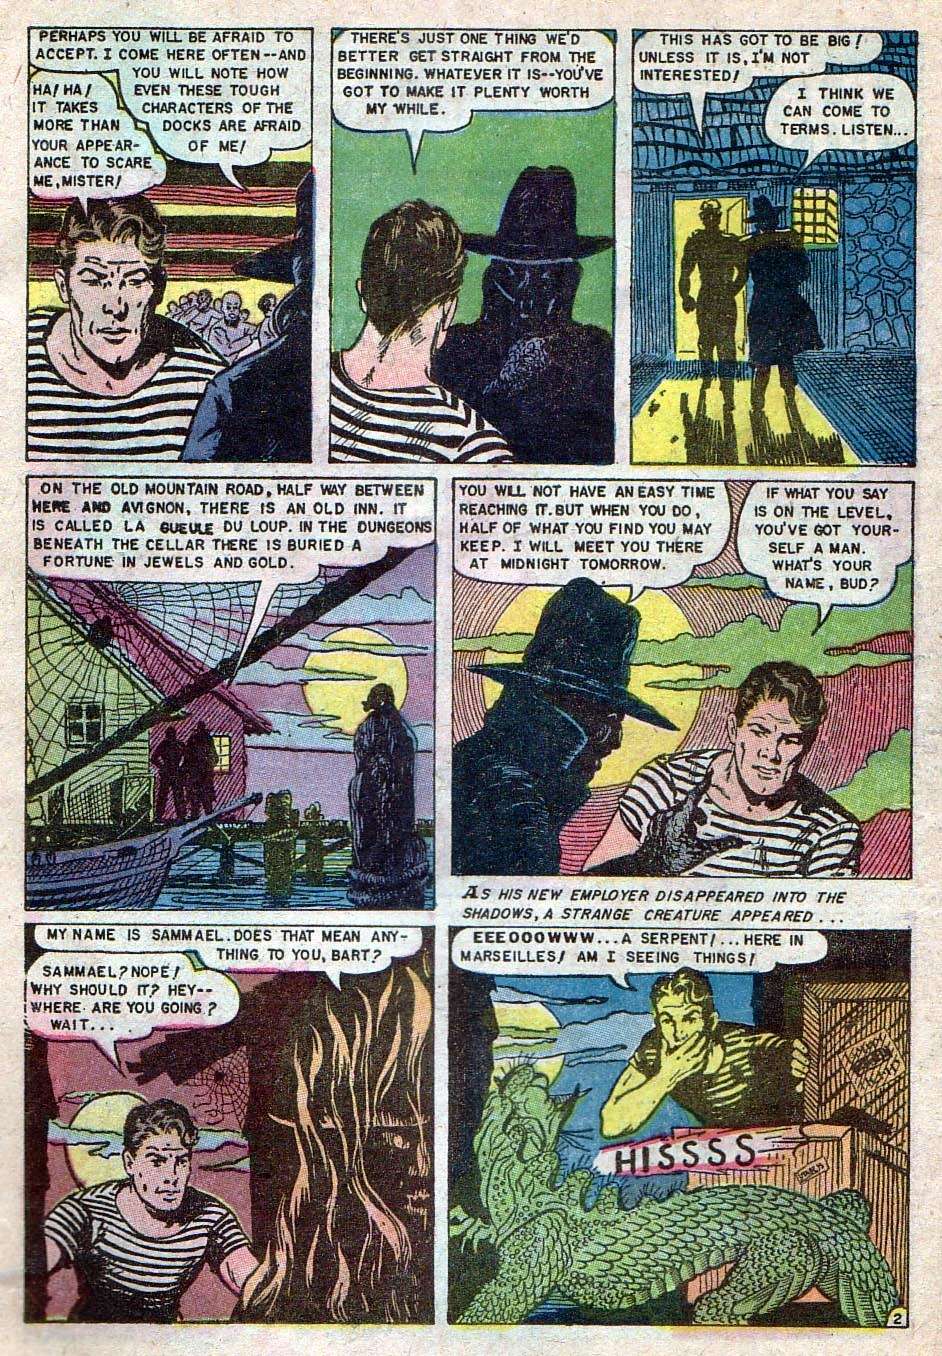 PERHAPS YOU WILL BE AFRAID TO
ACCEPT. I COME HERE OFTEN--AND
YOU WILL NOTE HOW
EVEN THESE TOUGH
CHARACTERS OF THE
DOCKS ARE AFRAID
OF ME!
HA! HA!
IT TAKES
MORE THAN
YOUR APPEAR-
ANCE TO SCARE
ME, MISTER!
THERE'S JUST ONE THING WE'D
BETTER GET STRAIGHT FROM THE
BEGINNING. WHATEVER IT IS--YOU'VE
GOT TO MAKE IT PLENTY WORTH
MY WHILE.
THIS HAS GOT TO BE BIG!
UNLESS IT IS, I'M NOT
INTERESTED!
I THINK WE
CAN COME TO
TERMS. LISTEN...
ON THE OLD MOUNTAIN ROAD, HALF WAY BETWEEN
HERE AND AVIGNON, THERE IS AN OLD INN. IT
IS CALLED LA GUEULE DU LOUP. IN THE DUNGEONS
BENEATH THE CELLAR THERE IS BURIED A
FORTUNE IN JEWELS AND GOLD.
YOU WILL NOT HAVE AN EASY TIME
REACHING IT. BUT WHEN YOU DO,
HALF OF WHAT YOU FIND YOU MAY
KEEP. I WILL MEET YOU THERE
AT MIDNIGHT TOMORROW.
IF WHAT YOU SAY
IS ON THE LEVEL,
YOU'VE GOT YOUR-
SELF A MAN.
WHAT'S YOUR
NAME, BUD?
AS HIS NEW EMPLOYER DISAPPEARED INTO THE
SHADOWS, A STRANGE CREATURE APPEARED...
MY NAME IS SAMMAEL. DOES THAT MEAN ANY-
THING TO YOU, BART?
SAMMAEL? NOPE!
WHY SHOULD IT? HEY--
WHERE ARE YOU GOING?
WAIT...
EEEOOOWWW...A SERPENT!...HERE IN
MARSEILLES! AM I SEEING THINGS!
HISSSS
2